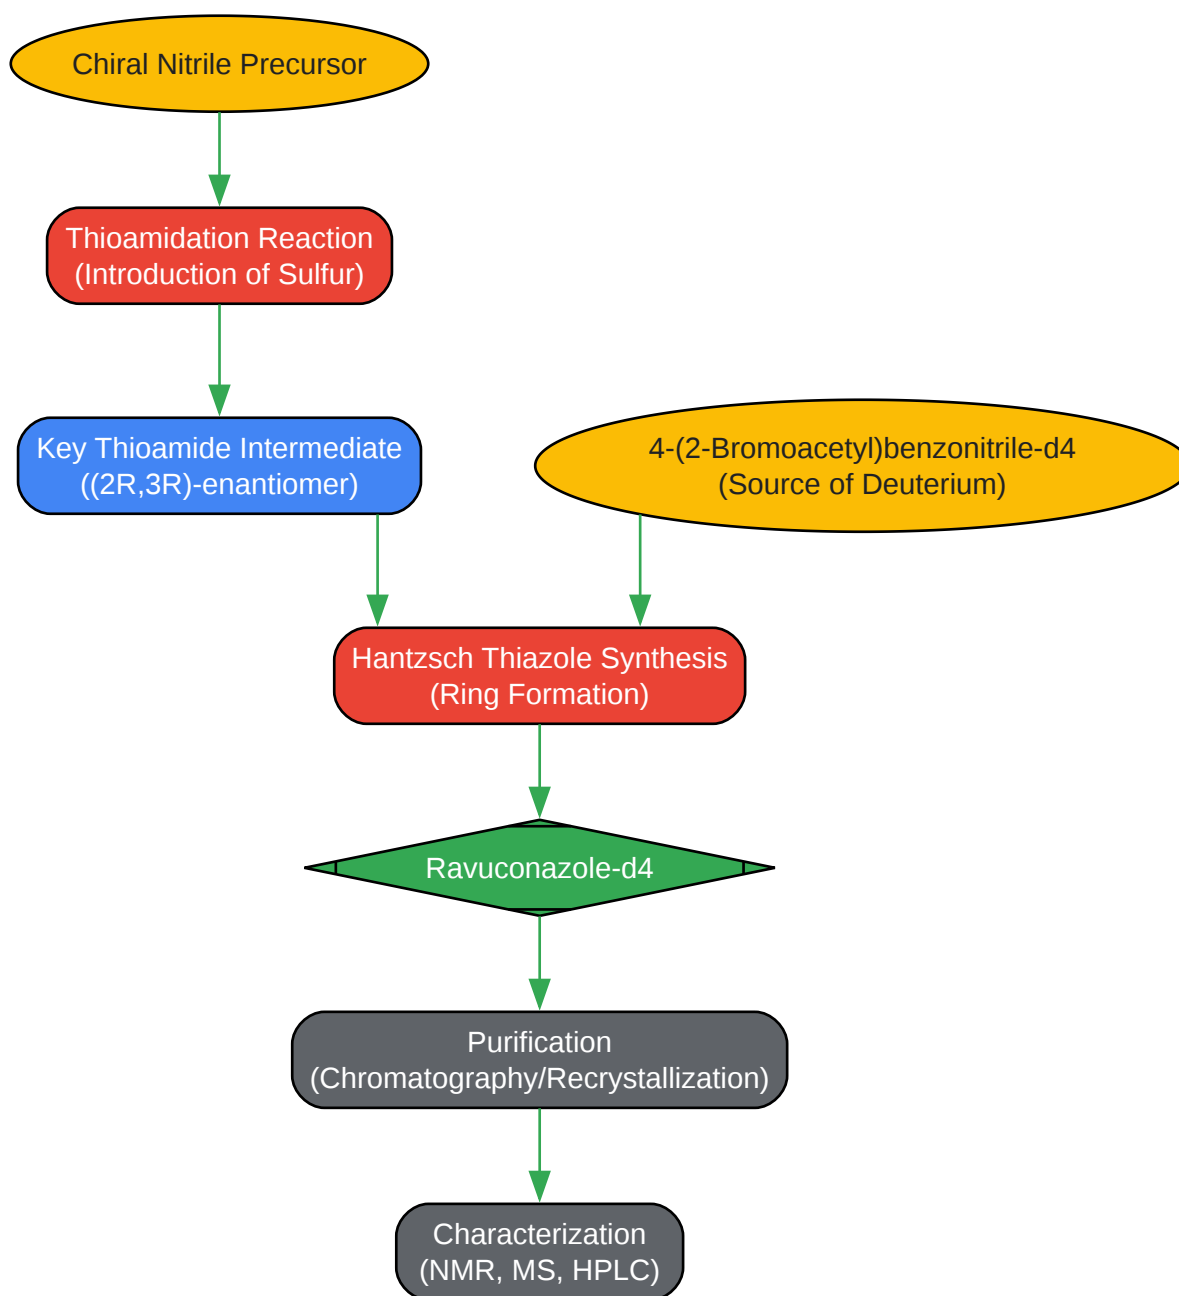 Chiral Nitrile Precursor
Thioamidation Reaction
(Introduction of Sulfur)
Key Thioamide Intermediate
((2R,3R)-enantiomer)
4-(2-Bromoacetyl)benzonitrile-d4
(Source of Deuterium)
Hantzsch Thiazole Synthesis
(Ring Formation)
Ravuconazole-d4
Purification
(Chromatography/Recrystallization)
Characterization
(NMR, MS, HPLC)